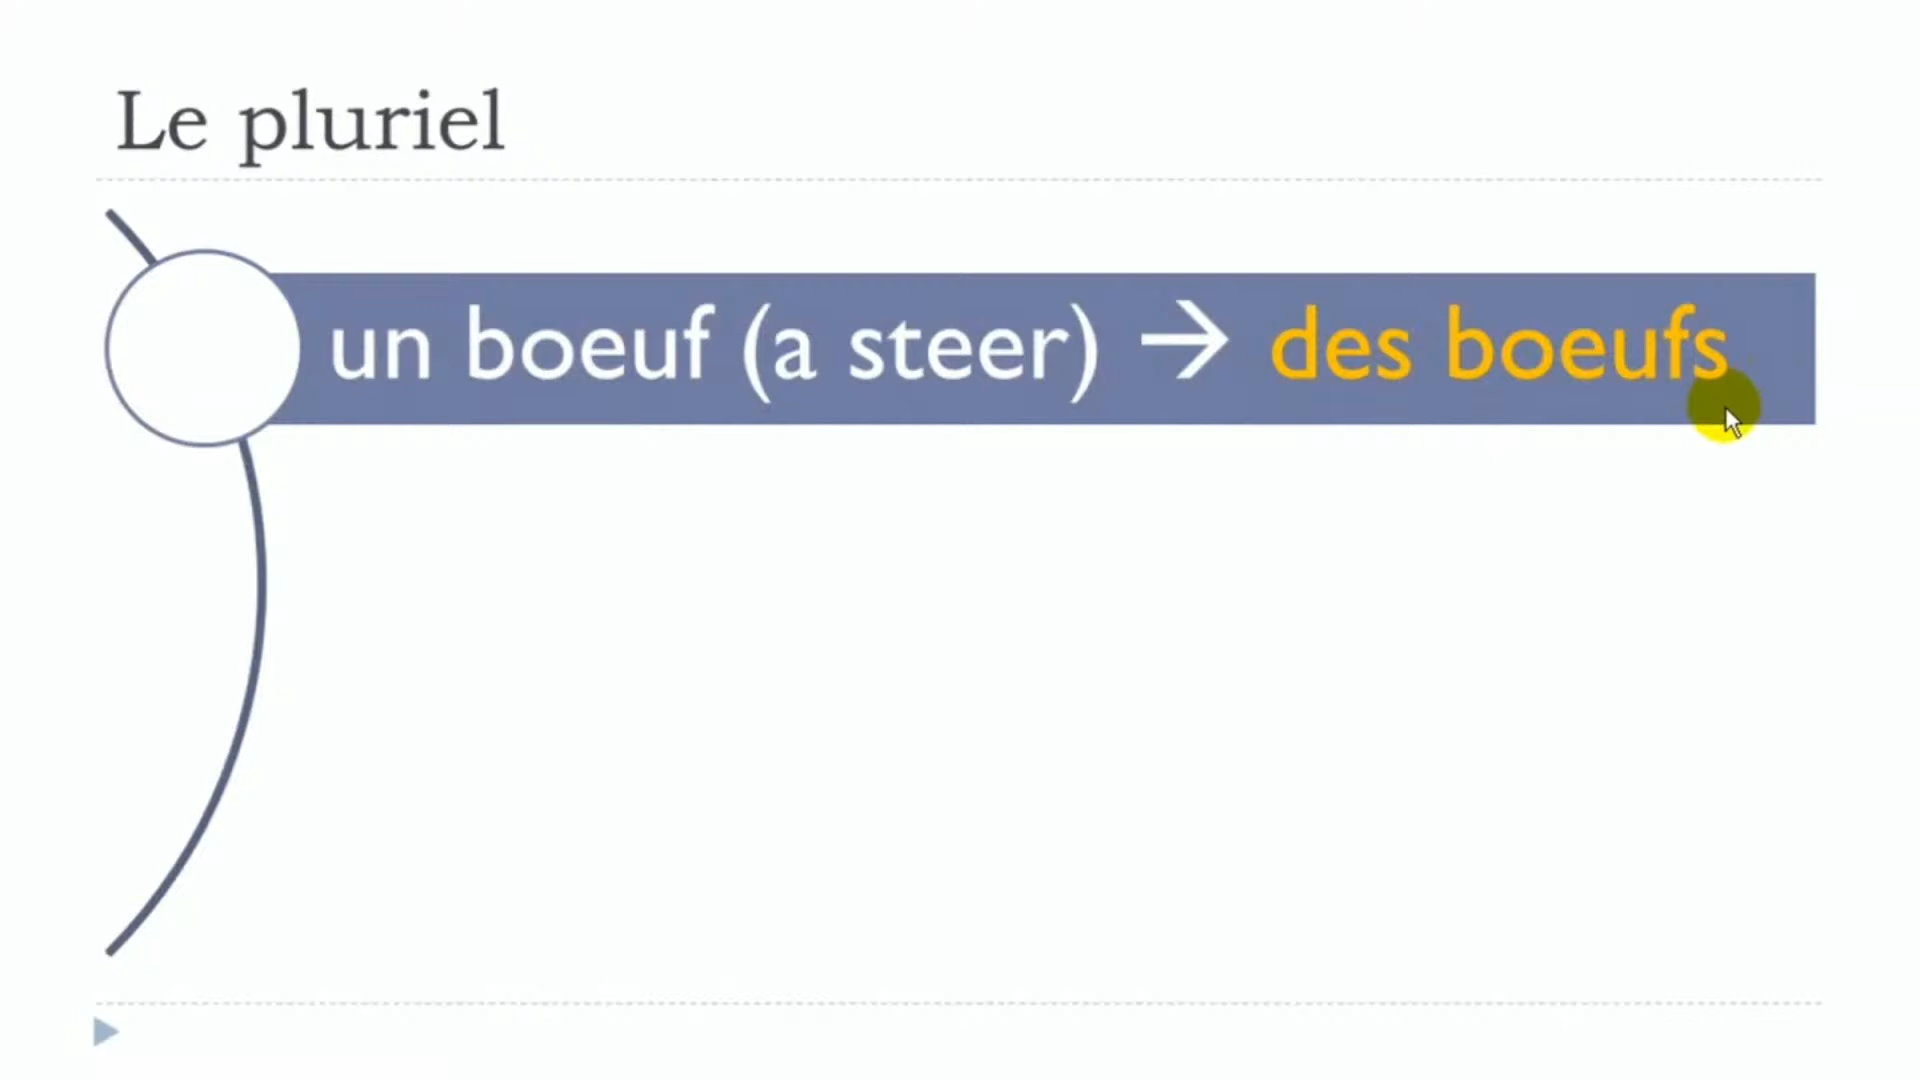 Le pluriel
un boeuf (a steer) → des boeufs